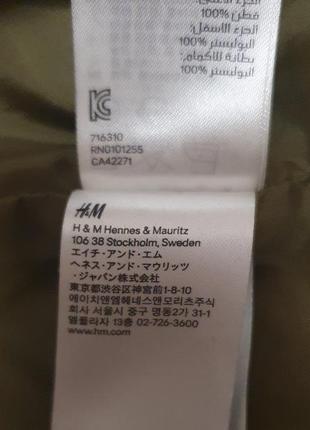 قطن 100%
الجزء الأسفل:
البوليستر 100%
بطانة للأكمام:
البوليستر 100%
716310
RN0101255
CA42271
H&M
H & M Hennes & Mauritz
106 38 Stockholm, Sweden
エイチ・アンド・エム
ヘネス・アンド・マウリッツ
・ジャパン株式会社
東京都渋谷区神宮前1-8-10
에이치앤엠헤네스앤모리츠주식
회사 서울시 중구 명동2가 31-1
엠플라자 13층 02-726-3600
www.hm.com